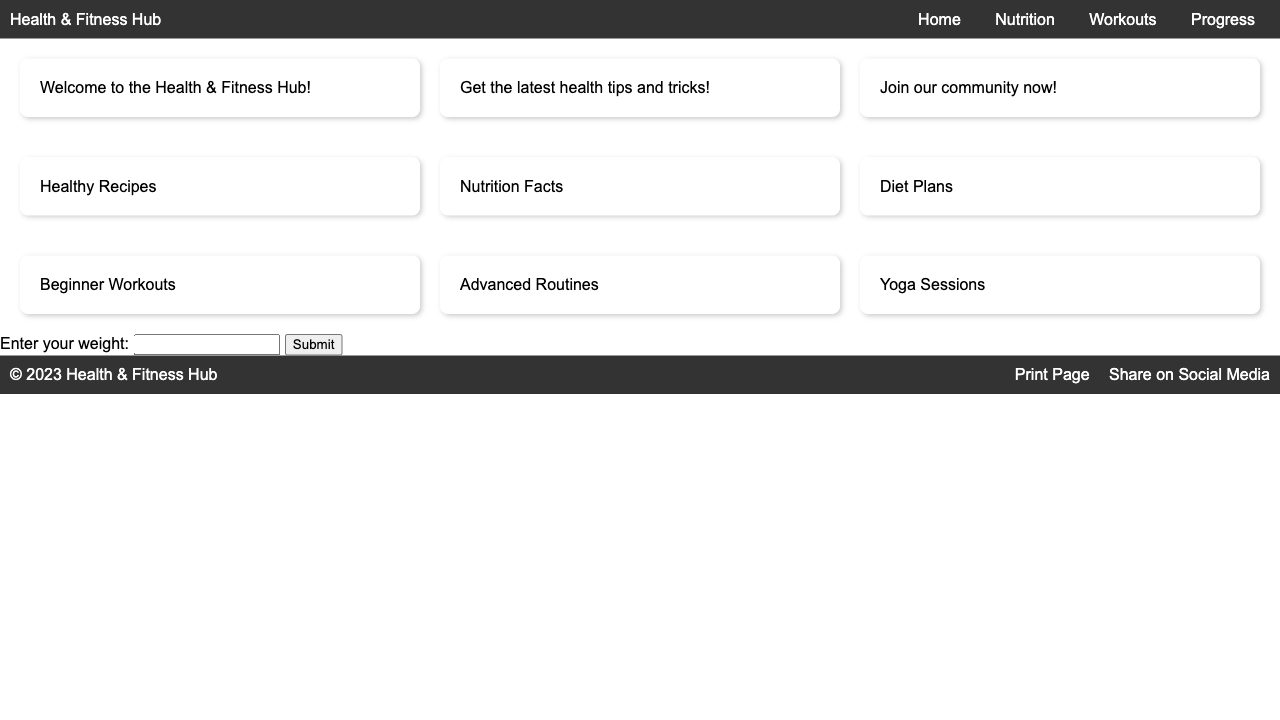 Health & Fitness Hub Home Nutrition Workouts Progress
Welcome to the Health & Fitness Hub! Get the latest health tips and tricks! Join our community now!
Healthy Recipes Nutrition Facts Diet Plans
Beginner Workouts Advanced Routines Yoga Sessions
Enter your weight: Submit
© 2023 Health & Fitness Hub Print Page Share on Social Media